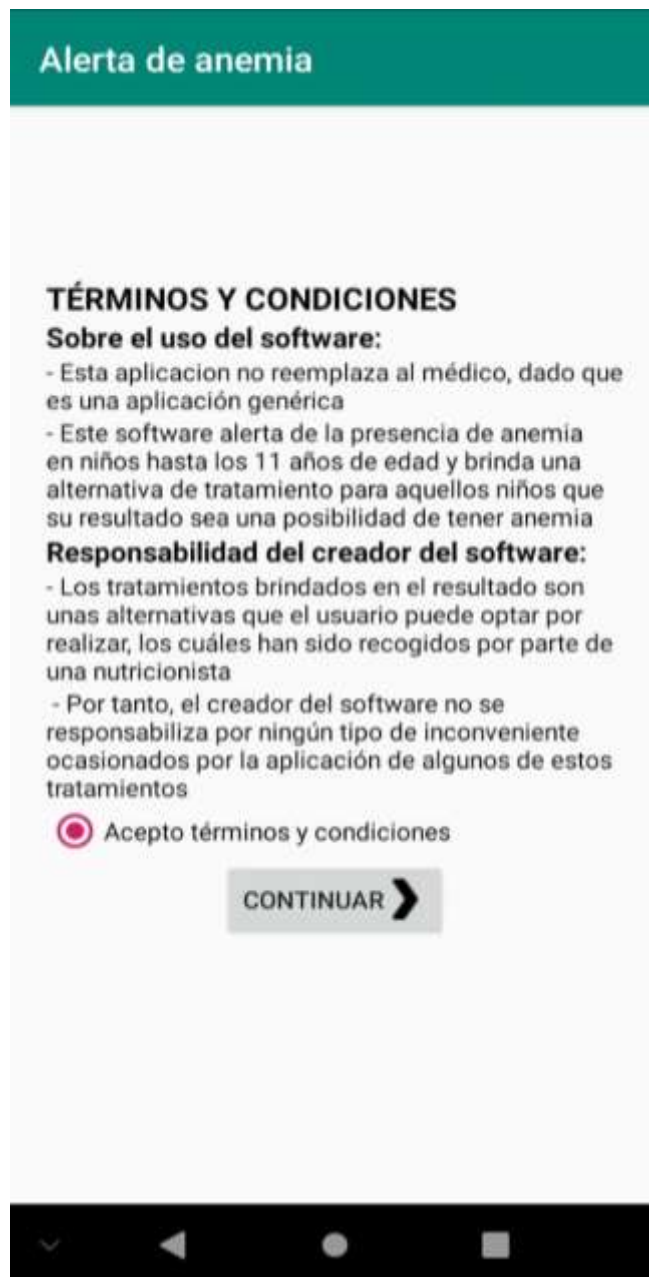 Alerta de anemia
TÉRMINOS Y CONDICIONES
Sobre el uso del software:
- Esta aplicacion no reemplaza al médico, dado que
es una aplicación genérica
- Este software alerta de la presencia de anemia
en niños hasta los 11 años de edad y brinda una
alternativa de tratamiento para aquellos niños que
su resultado sea una posibilidad de tener anemia
Responsabilidad del creador del software:
- Los tratamientos brindados en el resultado son
unas alternativas que el usuario puede optar por
realizar, los cuáles han sido recogidos por parte de
una nutricionista
- Por tanto, el creador del software no se
responsabiliza por ningún tipo de inconveniente
ocasionados por la aplicación de algunos de estos
tratamientos
Acepto términos y condiciones
CONTINUAR